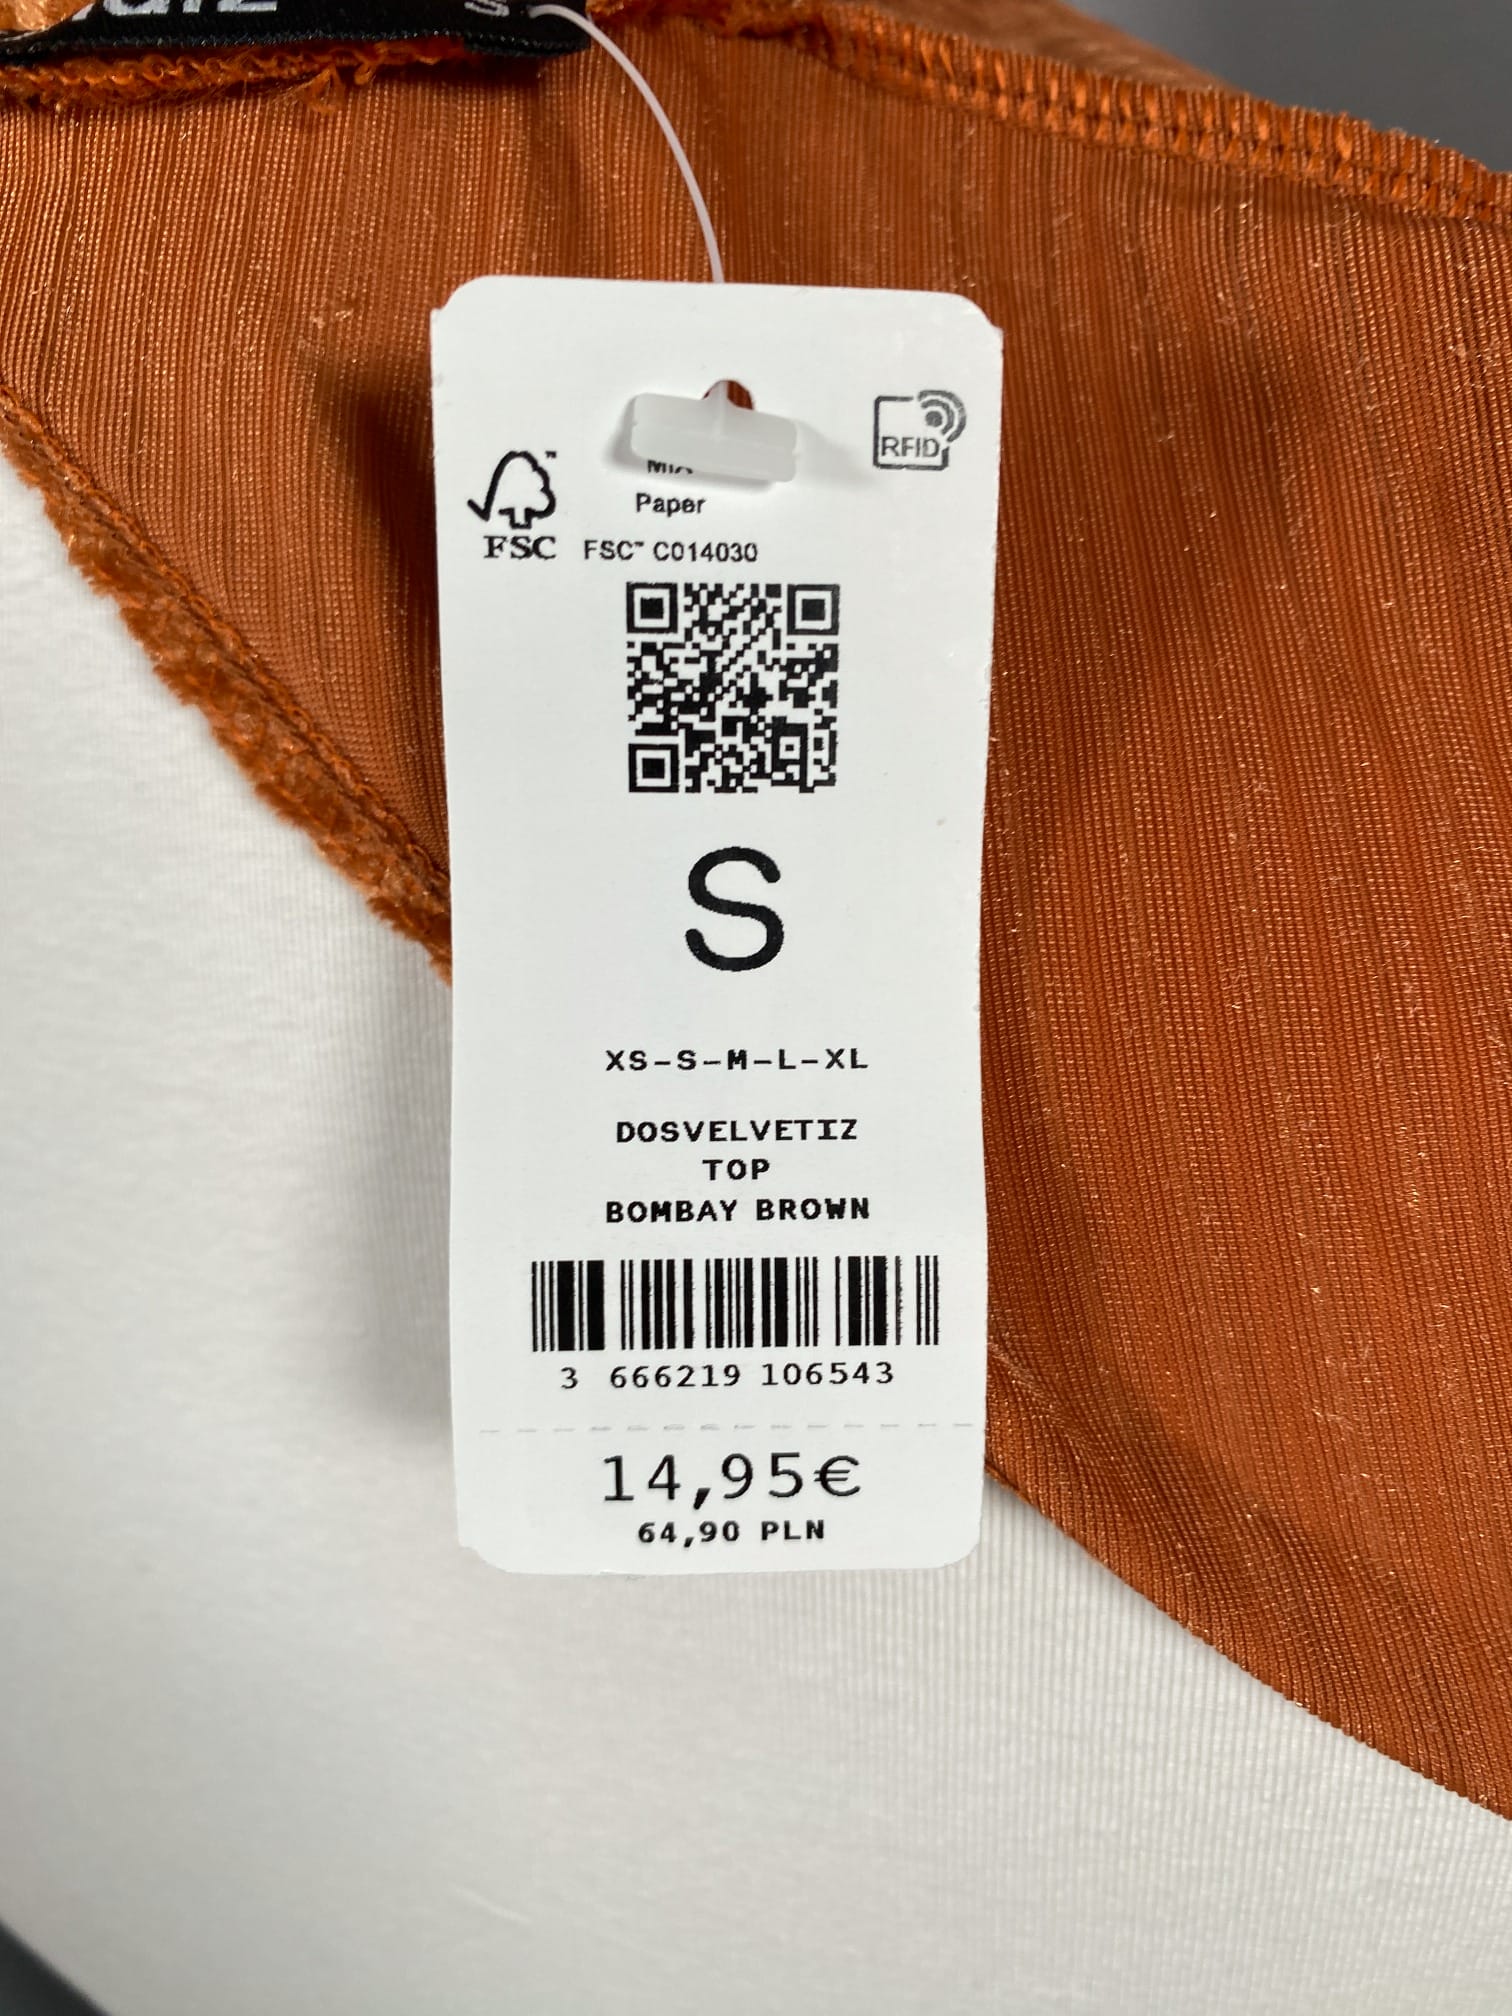 S
RFID
Paper
FSC
FSC™ C014030
S
XS-S-M-L-XL
DOSVELVETIZ
TOP
BOMBAY BROWN
3 666219 106543
14,95€
64,90 PLN